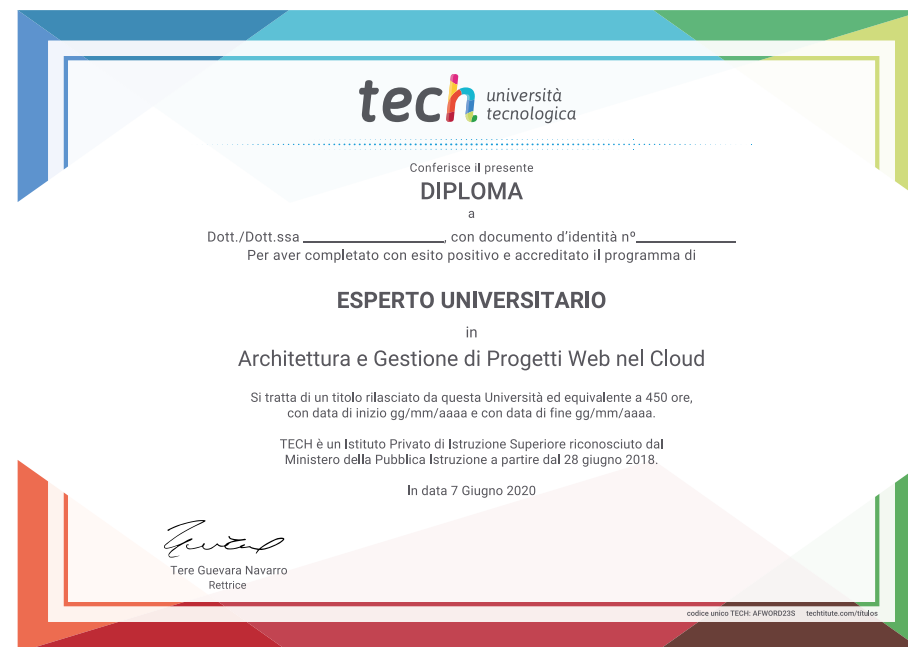 tech università
tecnologica
Conferisce il presente
DIPLOMA
a
Dott./Dott.ssa ____________________, con documento d'identità nº______________
Per aver completato con esito positivo e accreditato il programma di
ESPERTO UNIVERSITARIO
in
Architettura e Gestione di Progetti Web nel Cloud
Si tratta di un titolo rilasciato da questa Università ed equivalente a 450 ore,
con data di inizio gg/mm/aaaa e con data di fine gg/mm/aaaa.
TECH è un Istituto Privato di Istruzione Superiore riconosciuto dal
Ministero della Pubblica Istruzione a partire dal 28 giugno 2018.
In data 7 Giugno 2020
Tere Guevara Navarro
Rettrice
codice unico TECH: AFWORD23S techtitute.com/títulos